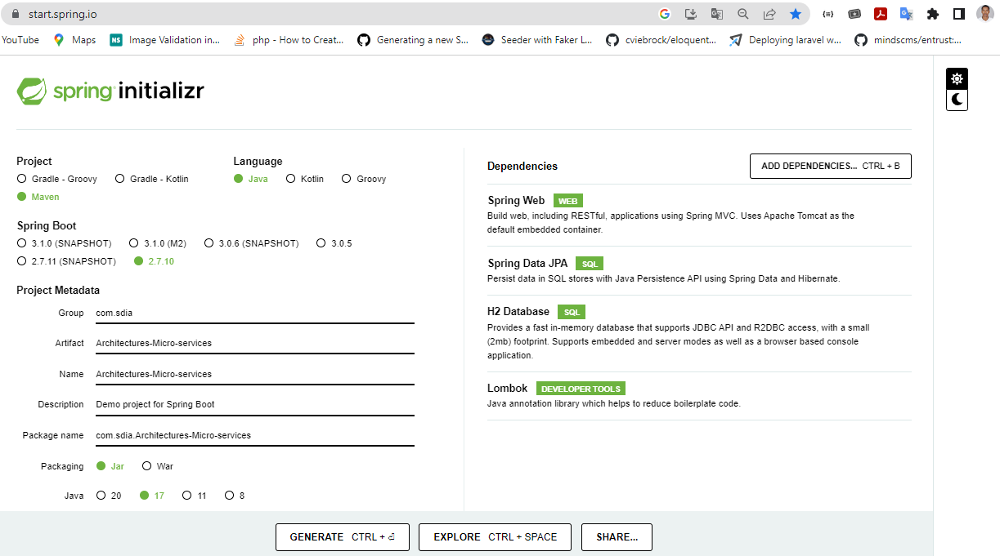 start.spring.io
YouTube Maps Image Validation in... php - How to Creat... Generating a new S... Seeder with Faker L... cviebrock/eloquent... Deploying laravel w... mindscms/entrust:...
NS
spring initializr
Project
Gradle - Groovy Gradle - Kotlin
Maven
Language
Java Kotlin Groovy
Spring Boot
3.1.0 (SNAPSHOT) 3.1.0 (M2) 3.0.6 (SNAPSHOT) 3.0.5
2.7.11 (SNAPSHOT) 2.7.10
Project Metadata
Group com.sdia
Artifact Architectures-Micro-services
Name Architectures-Micro-services
Description Demo project for Spring Boot
Package name com.sdia.Architectures-Micro-services
Packaging Jar War
Java 20 17 11 8
Dependencies ADD DEPENDENCIES... CTRL + B
Spring Web WEB
Build web, including RESTful, applications using Spring MVC. Uses Apache Tomcat as the
default embedded container.
Spring Data JPA SQL
Persist data in SQL stores with Java Persistence API using Spring Data and Hibernate.
H2 Database SQL
Provides a fast in-memory database that supports JDBC API and R2DBC access, with a small
(2mb) footprint. Supports embedded and server modes as well as a browser based console
application.
Lombok DEVELOPER TOOLS
Java annotation library which helps to reduce boilerplate code.
GENERATE CTRL + ⏎ EXPLORE CTRL + SPACE SHARE...